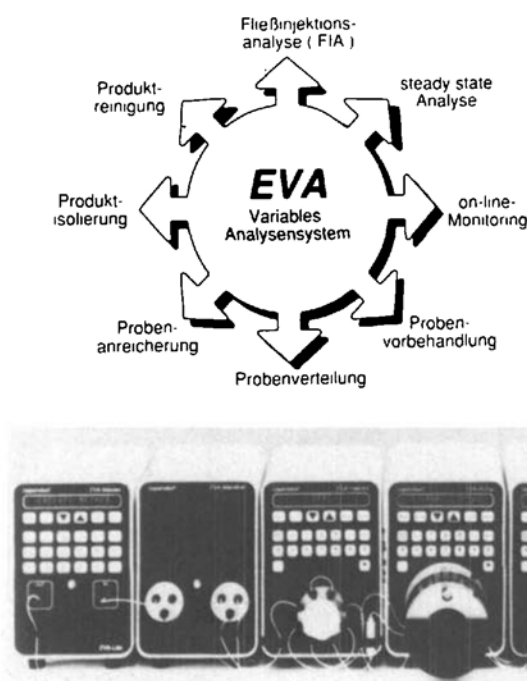 Fließinjektions-
analyse (FIA)
steady state
Analyse
on-line-
Monitoring
Proben-
vorbehandlung
Probenverteilung
Proben-
anreicherung
Produkt-
isolierung
Produkt-
reinigung
EVA
Variables
Analysensystem